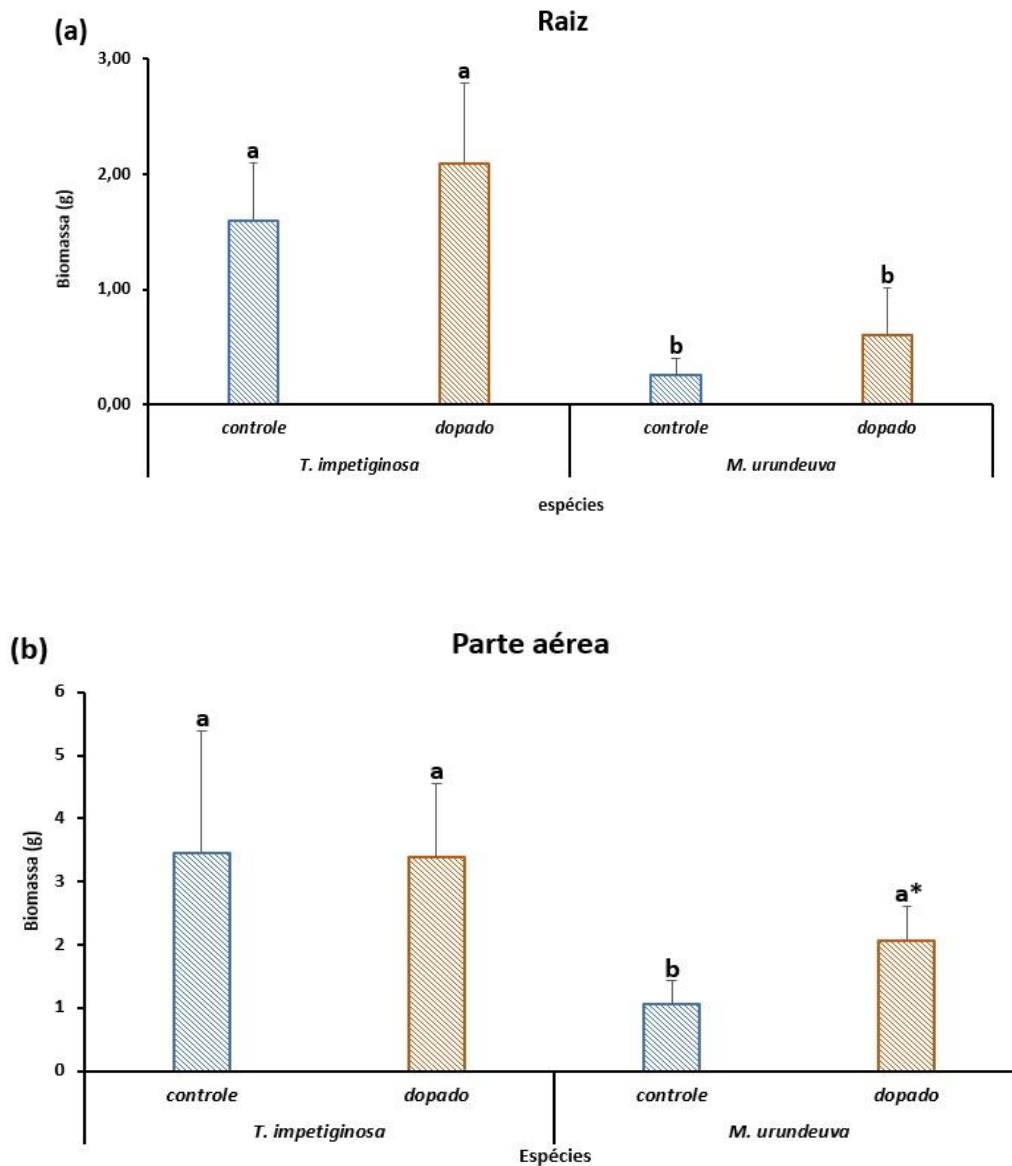 (a)
Raiz
3,00
2,00
1,00
0,00
Biomassa (g)
a
a
b
b
controle dopado controle dopado
T. impetiginosa M. urundeuva
espécies
(b)
Parte aérea
6
5
4
3
2
1
0
Biomassa (g)
a
a
b
a*
controle dopado controle dopado
T. impetiginosa M. urundeuva
Espécies